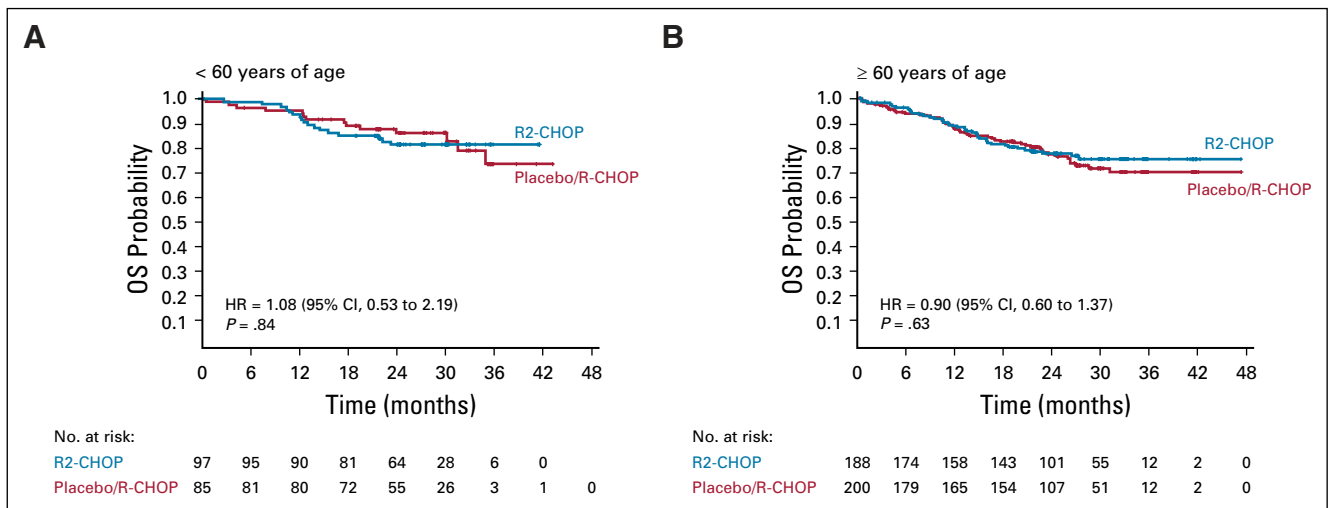 A
< 60 years of age
1.0
0.9
0.8
0.7
0.6
0.5
0.4
0.3
0.2
0.1
OS Probability
R2-CHOP
Placebo/R-CHOP
HR = 1.08 (95% CI, 0.53 to 2.19)
P = .84
0 6 12 18 24 30 36 42 48
Time (months)
No. at risk:
R2-CHOP 97 95 90 81 64 28 6 0
Placebo/R-CHOP 85 81 80 72 55 26 3 1 0
B
≥ 60 years of age
1.0
0.9
0.8
0.7
0.6
0.5
0.4
0.3
0.2
0.1
OS Probability
R2-CHOP
Placebo/R-CHOP
HR = 0.90 (95% CI, 0.60 to 1.37)
P = .63
0 6 12 18 24 30 36 42 48
Time (months)
No. at risk:
R2-CHOP 188 174 158 143 101 55 12 2 0
Placebo/R-CHOP 200 179 165 154 107 51 12 2 0